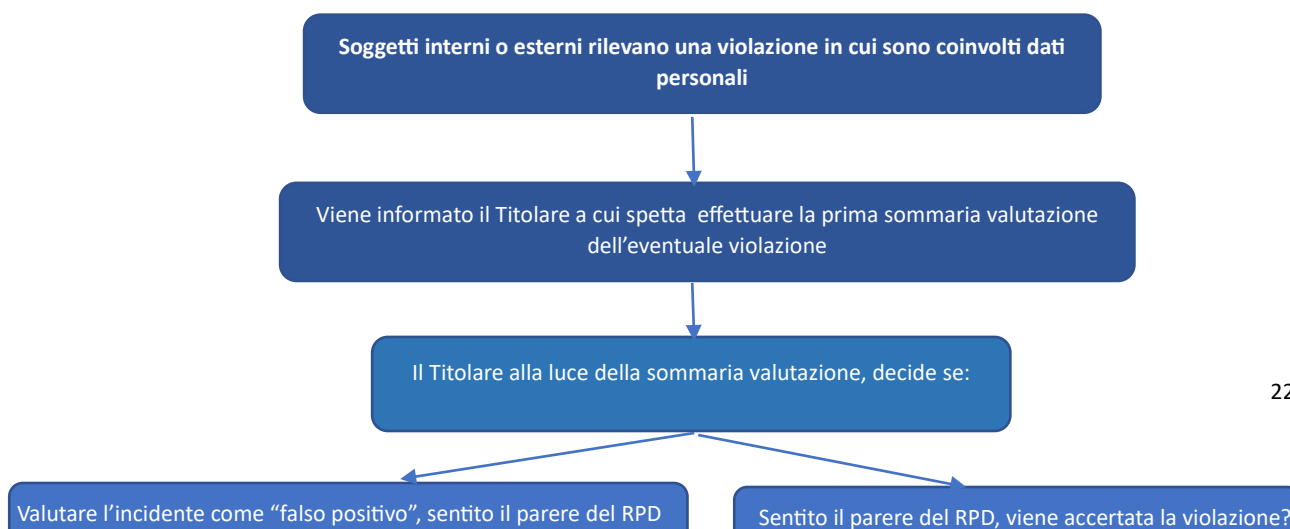 Soggetti interni o esterni rilevano una violazione in cui sono coinvolti dati
personali
Viene informato il Titolare a cui spetta effettuare la prima sommaria valutazione
dell’eventuale violazione
Il Titolare alla luce della sommaria valutazione, decide se:
22
Valutare l’incidente come “falso positivo”, sentito il parere del RPD
Sentito il parere del RPD, viene accertata la violazione?